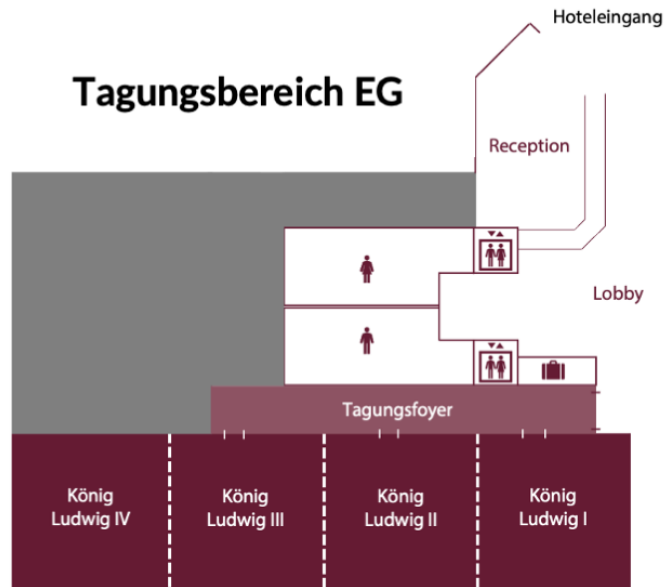 Hoteleingang
Tagungsbereich EG
Reception
Lobby
Tagungsfoyer
König
Ludwig IV
König
Ludwig III
König
Ludwig II
König
Ludwig I